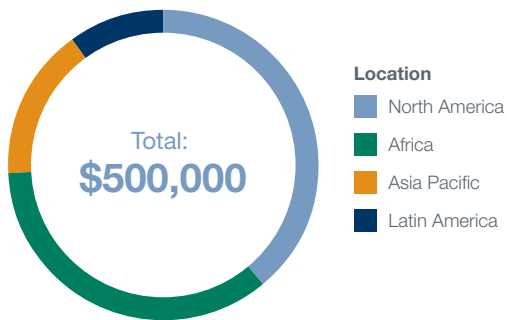 Total:
$500,000
Location
North America
Africa
Asia Pacific
Latin America